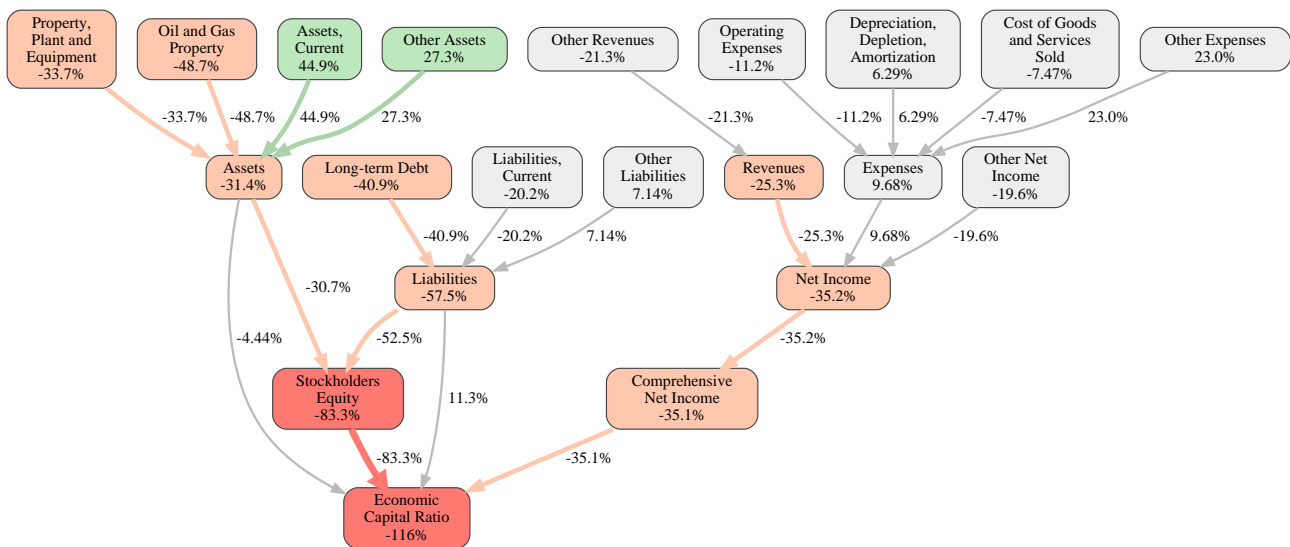 Property,
Plant and
Equipment
-33.7%
Oil and Gas
Property
-48.7%
Assets,
Current
44.9%
Other Assets
27.3%
Other Revenues
-21.3%
Operating
Expenses
-11.2%
Depreciation,
Depletion,
Amortization
6.29%
Cost of Goods
and Services
Sold
-7.47%
Other Expenses
23.0%
-33.7%
-48.7%
44.9%
27.3%
-21.3%
-11.2%
6.29%
-7.47%
23.0%
Assets
-31.4%
Long-term Debt
-40.9%
Liabilities,
Current
-20.2%
Other
Liabilities
7.14%
Revenues
-25.3%
Expenses
9.68%
Other Net
Income
-19.6%
-40.9%
-20.2%
7.14%
-25.3%
9.68%
-19.6%
Liabilities
-57.5%
Net Income
-35.2%
-30.7%
-4.44%
-52.5%
-35.2%
Stockholders
Equity
-83.3%
11.3%
Comprehensive
Net Income
-35.1%
-83.3%
-35.1%
Economic
Capital Ratio
-116%